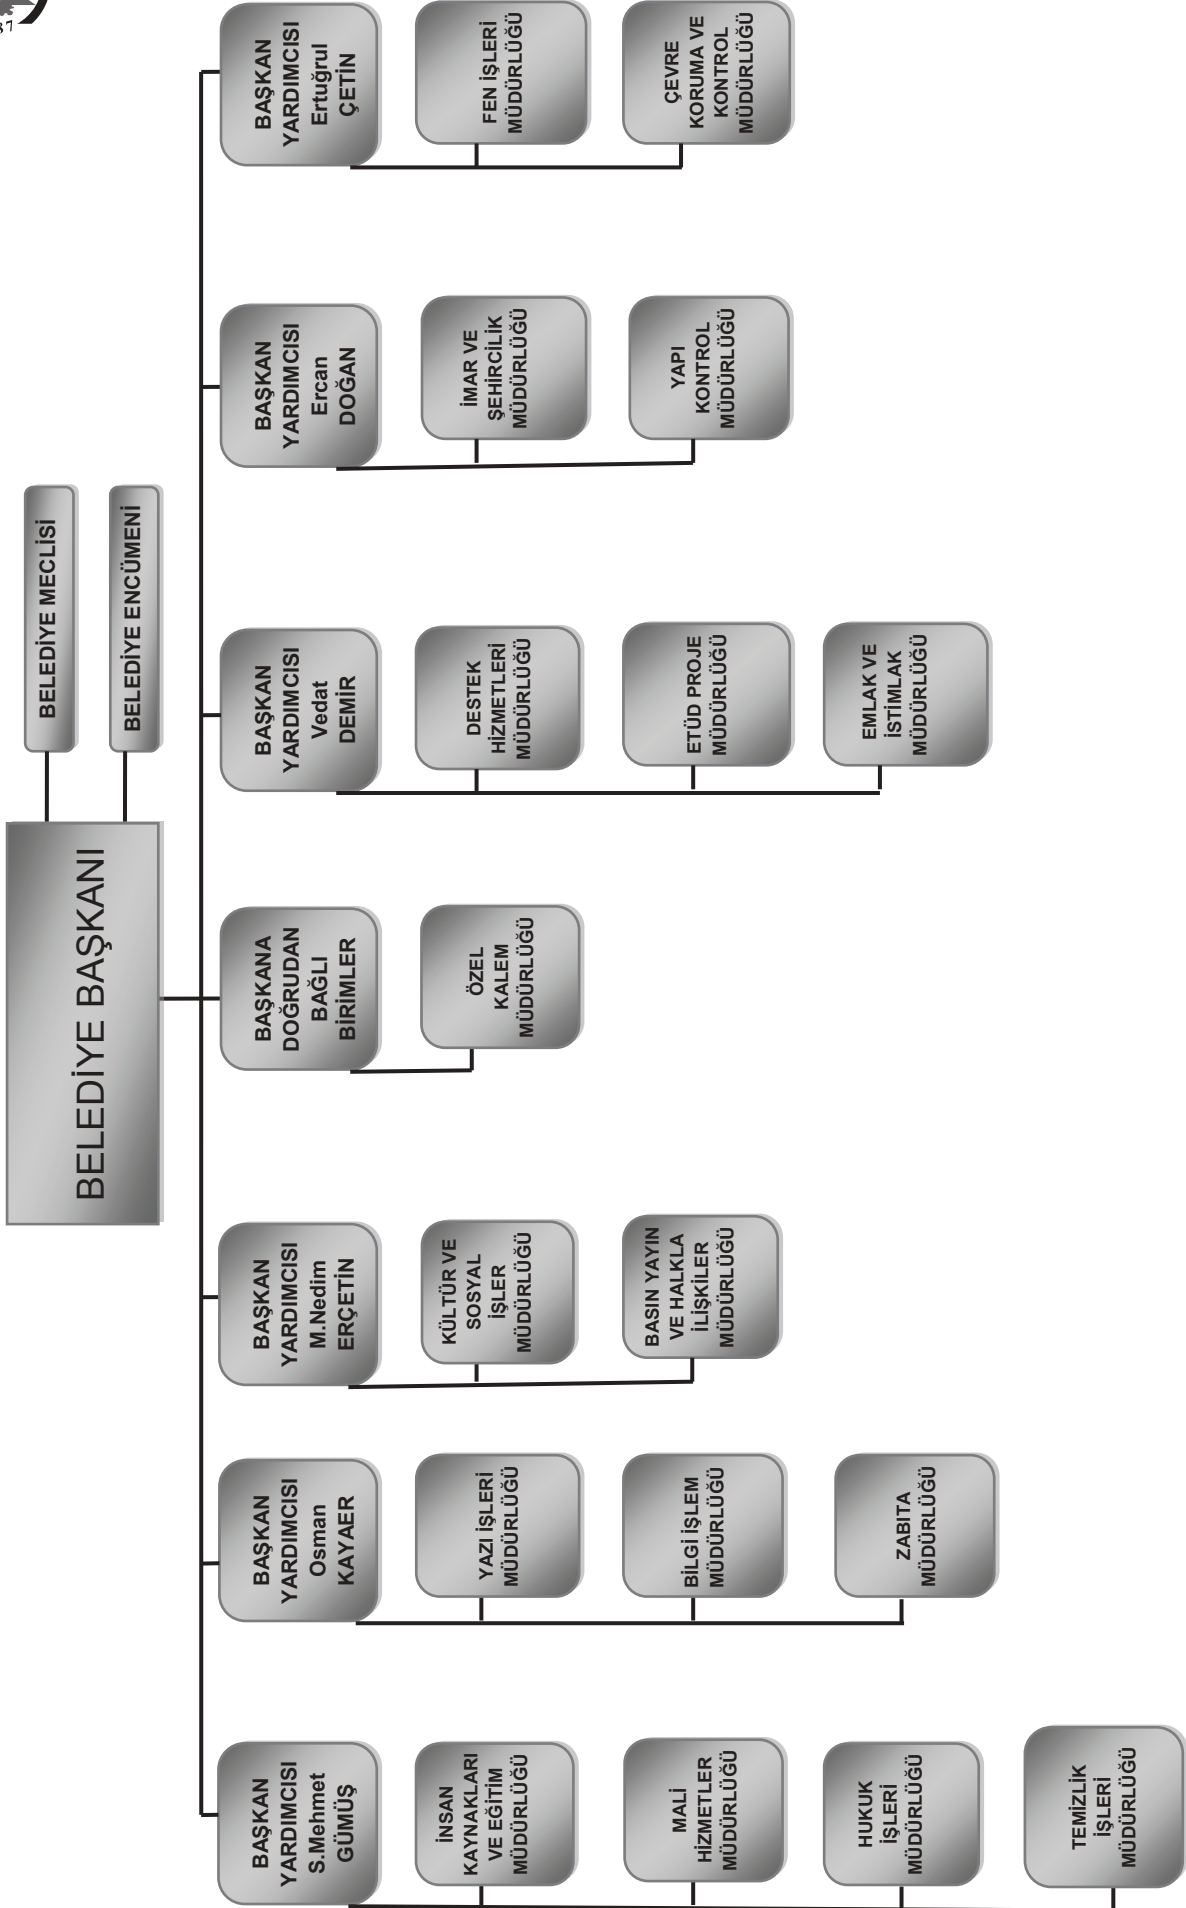 BELEDİYE MECLİSİ
BELEDİYE ENCÜMENİ
BELEDİYE BAŞKANI
BAŞKAN
YARDIMCISI
S.Mehmet
GÜMÜŞ
İNSAN
KAYNAKLARI
VE EĞİTİM
MÜDÜRLÜĞÜ
MALİ
HİZMETLER
MÜDÜRLÜĞÜ
HUKUK
İŞLERİ
MÜDÜRLÜĞÜ
TEMİZLİK
İŞLERİ
MÜDÜRLÜĞÜ
BAŞKAN
YARDIMCISI
Osman
KAYAER
YAZI İŞLERİ
MÜDÜRLÜĞÜ
BİLGİ İŞLEM
MÜDÜRLÜĞÜ
ZABITA
MÜDÜRLÜĞÜ
BAŞKAN
YARDIMCISI
M.Nedim
ERÇETİN
KÜLTÜR VE
SOSYAL
İŞLER
MÜDÜRLÜĞÜ
BASIN YAYIN
VE HALKLA
İLİŞKİLER
MÜDÜRLÜĞÜ
BAŞKANA
DOĞRUDAN
BAĞLI
BİRİMLER
ÖZEL
KALEM
MÜDÜRLÜĞÜ
BAŞKAN
YARDIMCISI
Vedat
DEMİR
DESTEK
HİZMETLERİ
MÜDÜRLÜĞÜ
ETÜD PROJE
MÜDÜRLÜĞÜ
EMLAK VE
İSTİMLAK
MÜDÜRLÜĞÜ
BAŞKAN
YARDIMCISI
Ercan
DOĞAN
İMAR VE
ŞEHİRCİLİK
MÜDÜRLÜĞÜ
YAPI
KONTROL
MÜDÜRLÜĞÜ
BAŞKAN
YARDIMCISI
Ertuğrul
ÇETİN
FEN İŞLERİ
MÜDÜRLÜĞÜ
ÇEVRE
KORUMA VE
KONTROL
MÜDÜRLÜĞÜ